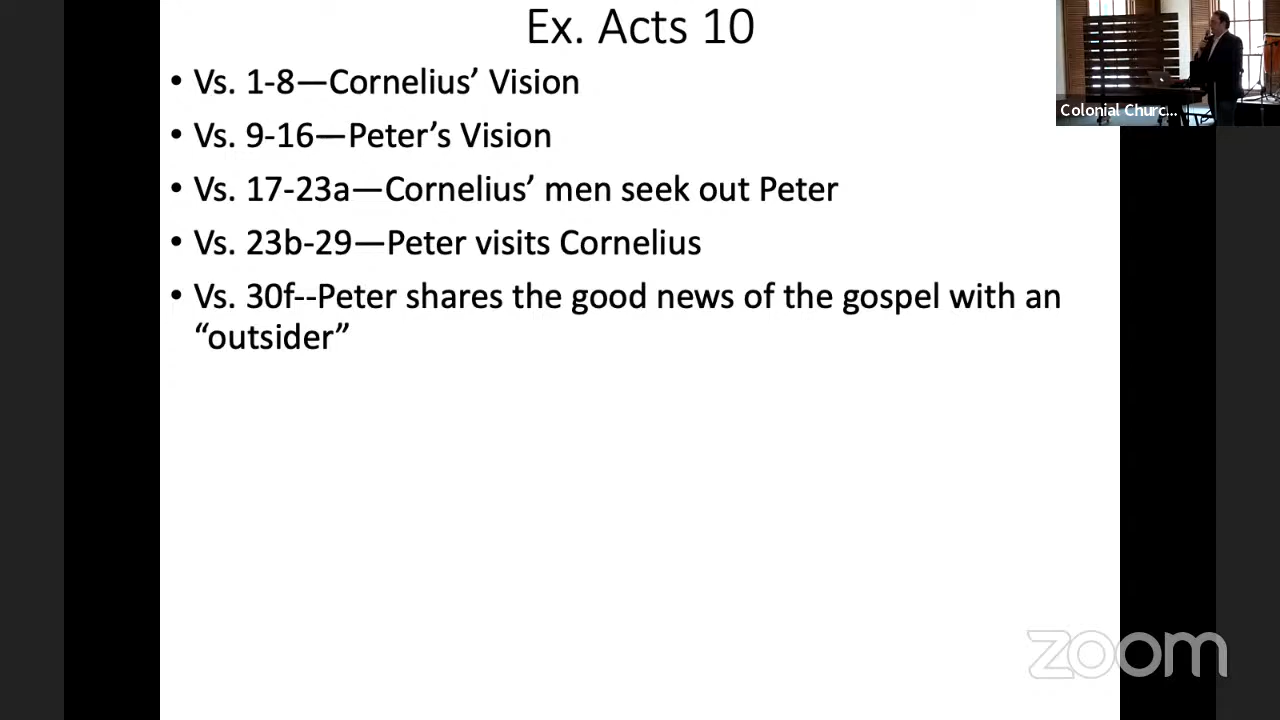 Ex. Acts 10
• Vs. 1-8—Cornelius’ Vision
• Vs. 9-16—Peter’s Vision
• Vs. 17-23a—Cornelius’ men seek out Peter
• Vs. 23b-29—Peter visits Cornelius
• Vs. 30f--Peter shares the good news of the gospel with an
“outsider”
Colonial Churc...
zoom